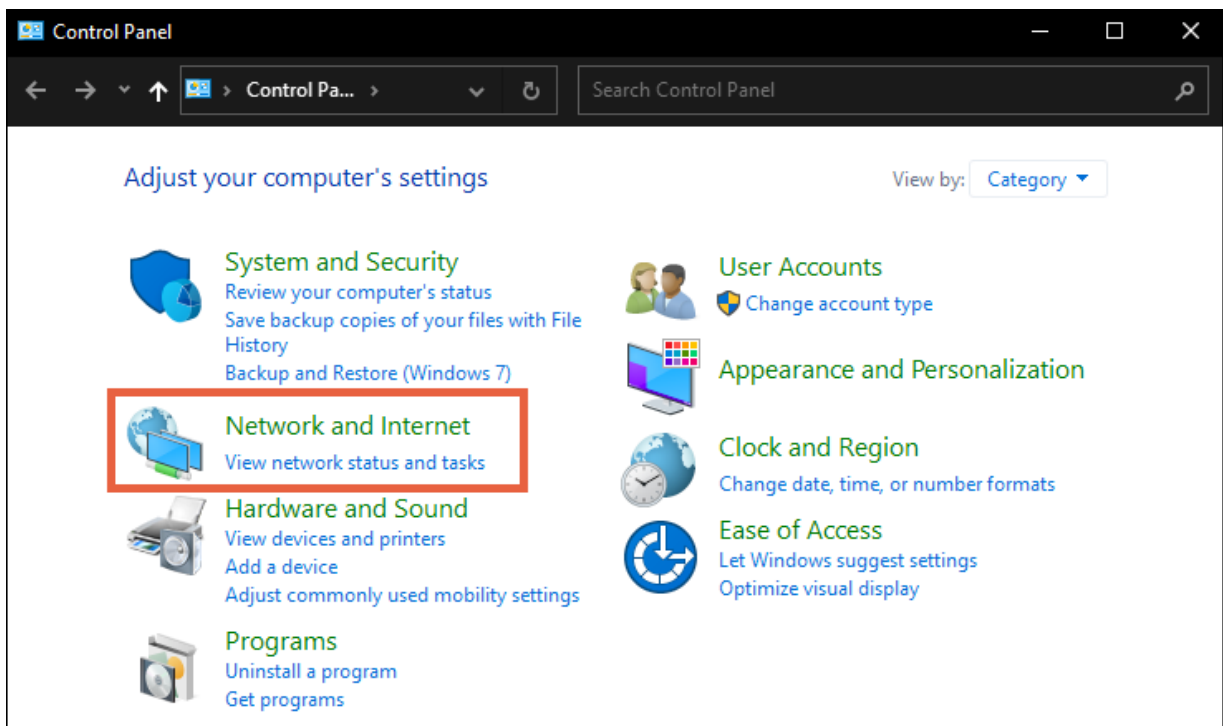 Control Panel
Control Pa...
Search Control Panel
Adjust your computer's settings
View by:
Category
System and Security
Review your computer's status
Save backup copies of your files with File
History
Backup and Restore (Windows 7)
Network and Internet
View network status and tasks
Hardware and Sound
View devices and printers
Add a device
Adjust commonly used mobility settings
Programs
Uninstall a program
Get programs
User Accounts
Change account type
Appearance and Personalization
Clock and Region
Change date, time, or number formats
Ease of Access
Let Windows suggest settings
Optimize visual display